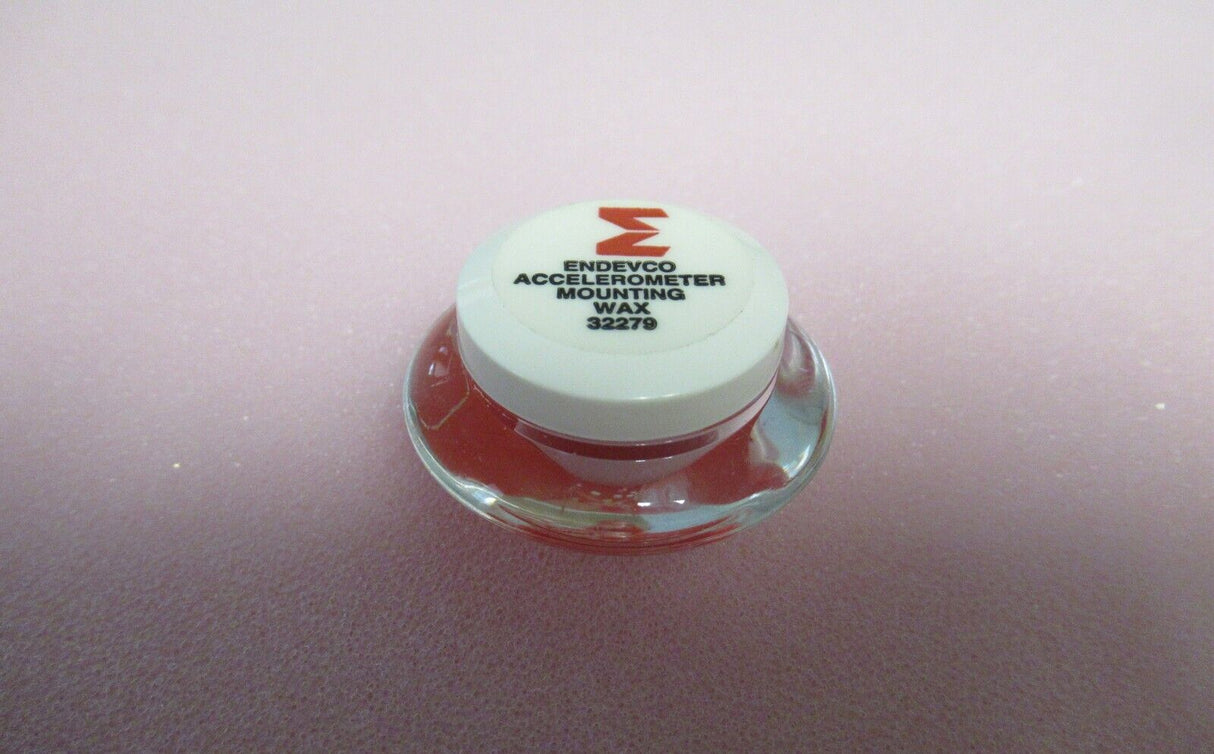 ENDEVCO
ACCELEROMETER
MOUNTING
WAX
32279